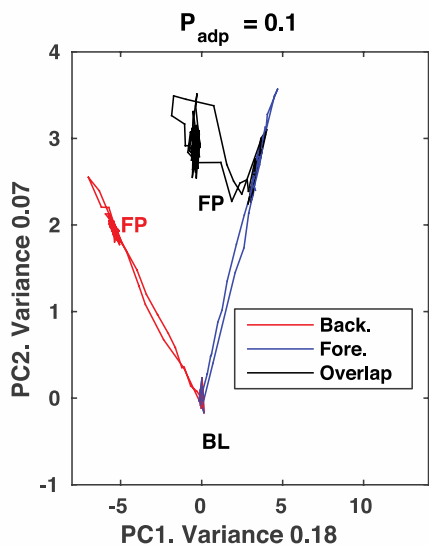 P_adp = 0.1
4
3
2
1
0
-1
PC2. Variance 0.07
FP
FP
BL
Back.
Fore.
Overlap
-5 0 5 10
PC1. Variance 0.18